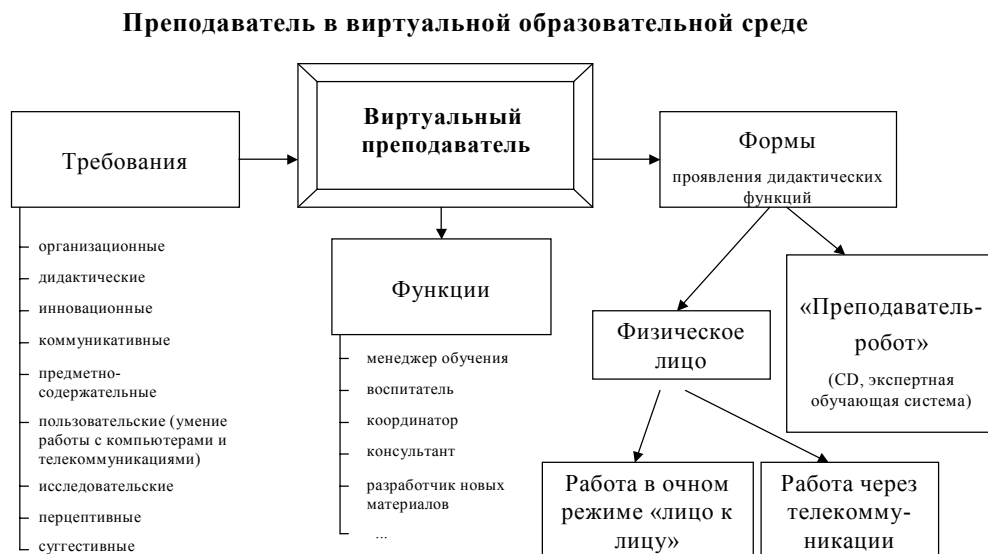 Преподаватель в виртуальной образовательной среде
Виртуальный
преподаватель
Требования
Формы
проявления дидактических
функций
организационные
дидактические
инновационные
коммуникативные
предметно-
содержательные
пользовательские (умение
работы с компьютерами и
телекоммуникациями)
исследовательские
перцептивные
суггестивные
Функции
менеджер обучения
воспитатель
координатор
консультант
разработчик новых
материалов
...
Физическое
лицо
«Преподаватель-
робот»
(CD, экспертная
обучающая система)
Работа в очном
режиме «лицо к
лицу»
Работа через
телекомму-
никации